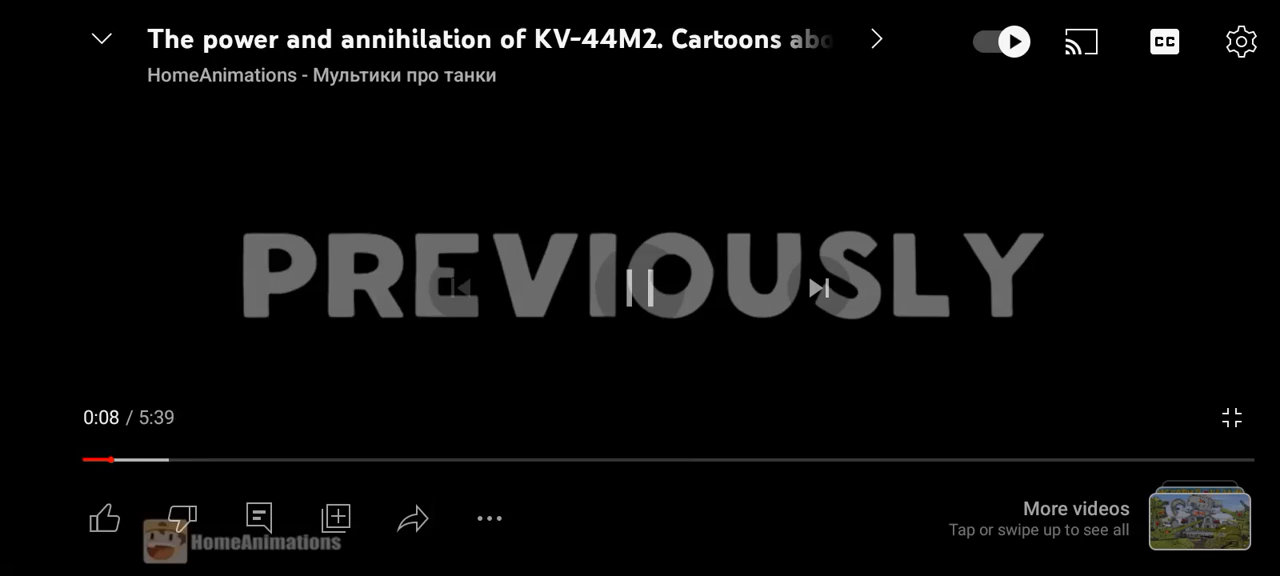 The power and annihilation of KV-44M2. Cartoons abo
HomeAnimations - Мультики про танки
CC
PREVIOUSLY
0:08 / 5:39
More videos
Tap or swipe up to see all
HomeAnimations